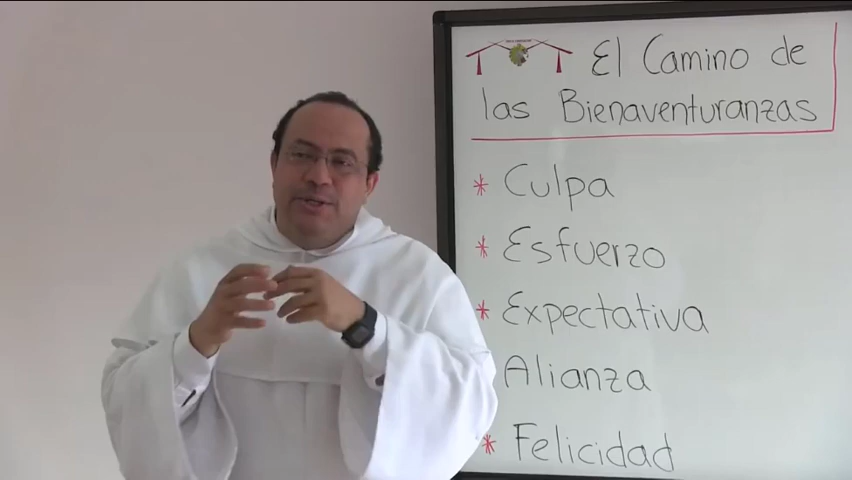 El Camino de
las Bienaventuranzas
* Culpa
* Esfuerzo
* Expectativa
Alianza
* Felicidad